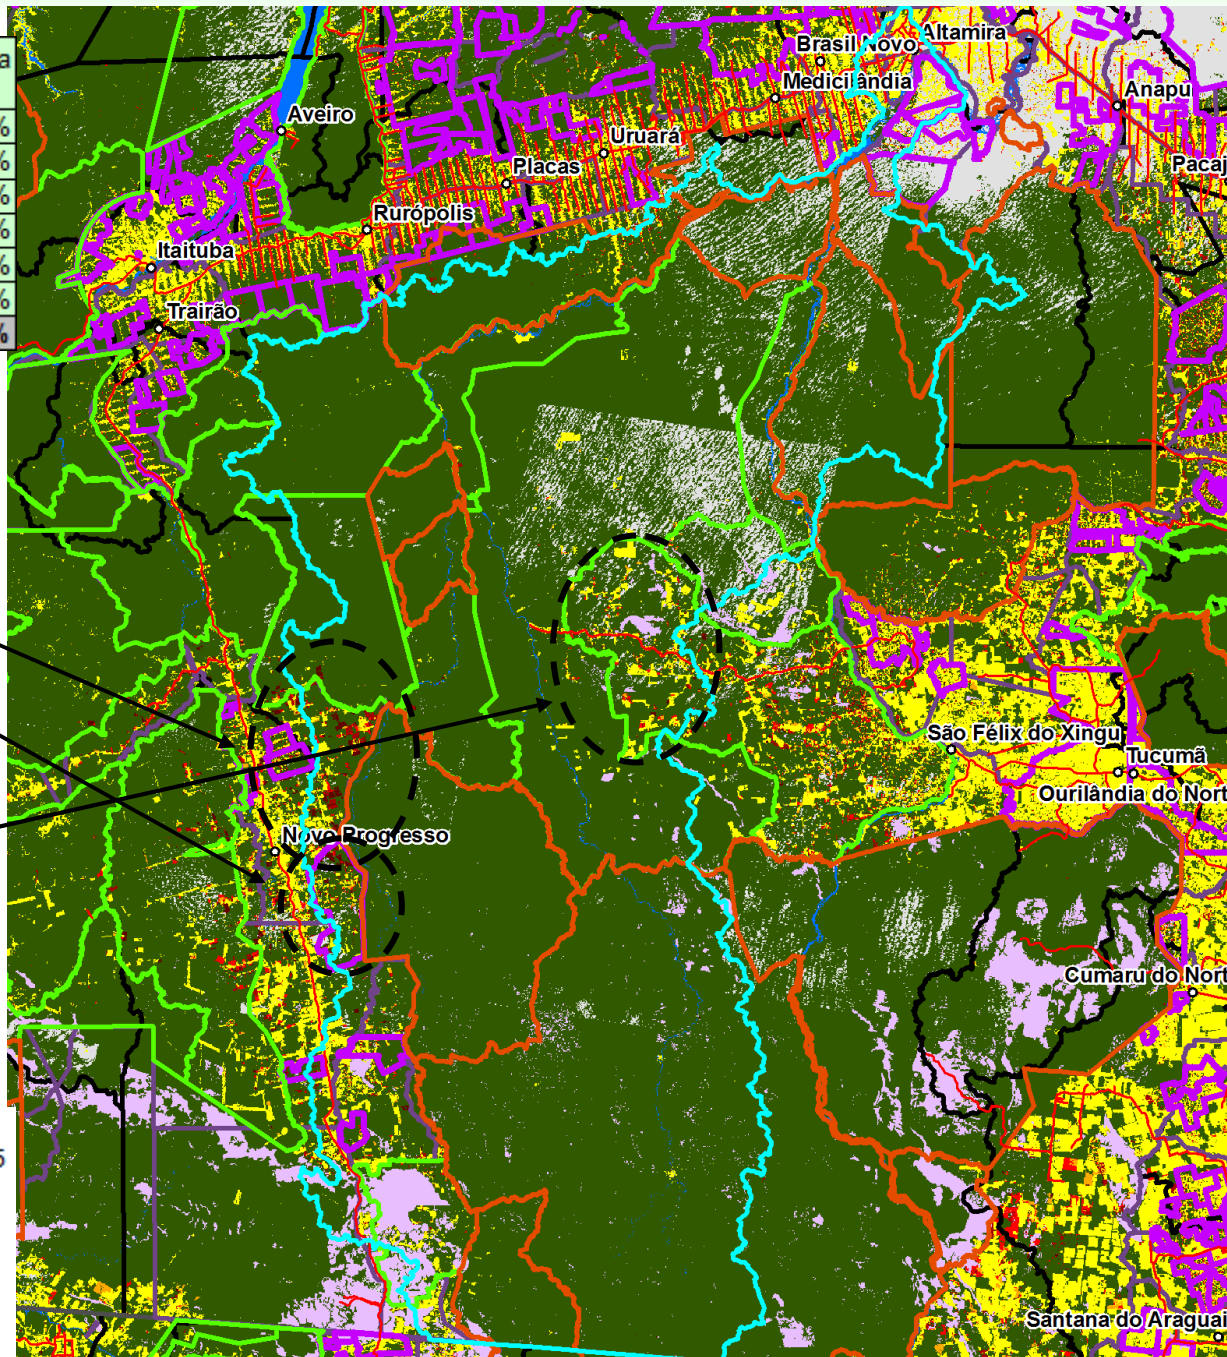 a
%
%
%
%
%
%
%
Altamira
Brasil Novo
Medicilândia
Anapu
Aveiro
Uruará
Placas
Pacaj
Rurópolis
Itaituba
Trairão
São Félix do Xingu
Tucumã
Ourilândia do Nort
Novo Progresso
Cumaru do Nort
Santana do Araguai